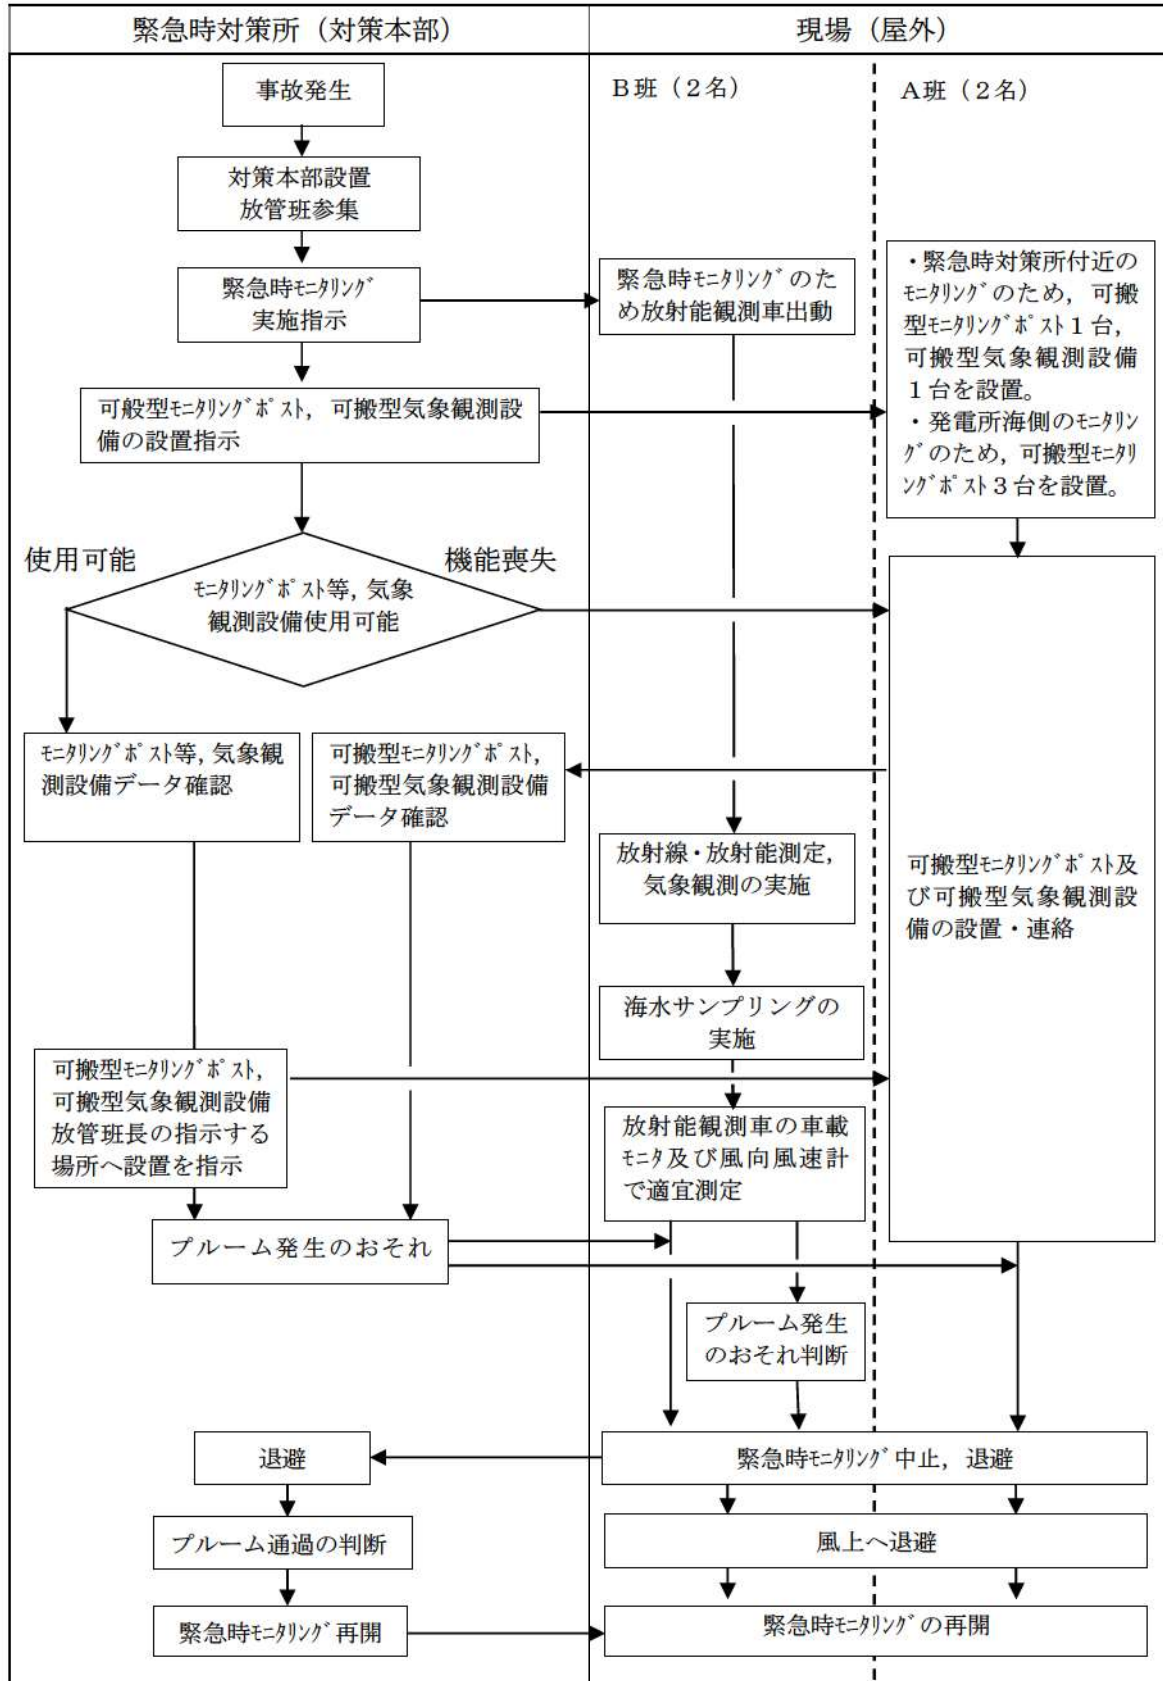 緊急時対策所（対策本部）
現場（屋外）
事故発生
B班（２名）
A班（２名）
対策本部設置
放管班参集
緊急時ﾓﾆﾀﾘﾝｸﾞ
実施指示
緊急時ﾓﾆﾀﾘﾝｸﾞのた
め放射能観測車出動
・緊急時対策所付近の
ﾓﾆﾀﾘﾝｸﾞのため，可搬
型ﾓﾆﾀﾘﾝｸﾞﾎﾟｽﾄ１台，
可搬型気象観測設備
１台を設置。
・発電所海側のﾓﾆﾀﾘﾝ
ｸﾞのため，可搬型ﾓﾆﾀﾘ
ﾝｸﾞﾎﾟｽﾄ３台を設置。
可般型ﾓﾆﾀﾘﾝｸﾞﾎﾟｽﾄ，可搬型気象観測設
備の設置指示
使用可能
機能喪失
ﾓﾆﾀﾘﾝｸﾞﾎﾟｽﾄ等，気象
観測設備使用可能
ﾓﾆﾀﾘﾝｸﾞﾎﾟｽﾄ等，気象観
測設備データ確認
可搬型ﾓﾆﾀﾘﾝｸﾞﾎﾟｽﾄ，
可搬型気象観測設備
データ確認
放射線・放射能測定，
気象観測の実施
可搬型ﾓﾆﾀﾘﾝｸﾞﾎﾟｽﾄ及
び可搬型気象観測設
備の設置・連絡
海水サンプリングの
実施
可搬型ﾓﾆﾀﾘﾝｸﾞﾎﾟｽﾄ，
可搬型気象観測設備
放管班長の指示する
場所へ設置を指示
放射能観測車の車載
ﾓﾆﾀ及び風向風速計
で適宜測定
プルーム発生のおそれ
プルーム発生
のおそれ判断
退避
緊急時ﾓﾆﾀﾘﾝｸﾞ中止，退避
プルーム通過の判断
風上へ退避
緊急時ﾓﾆﾀﾘﾝｸﾞ再開
緊急時ﾓﾆﾀﾘﾝｸﾞの再開